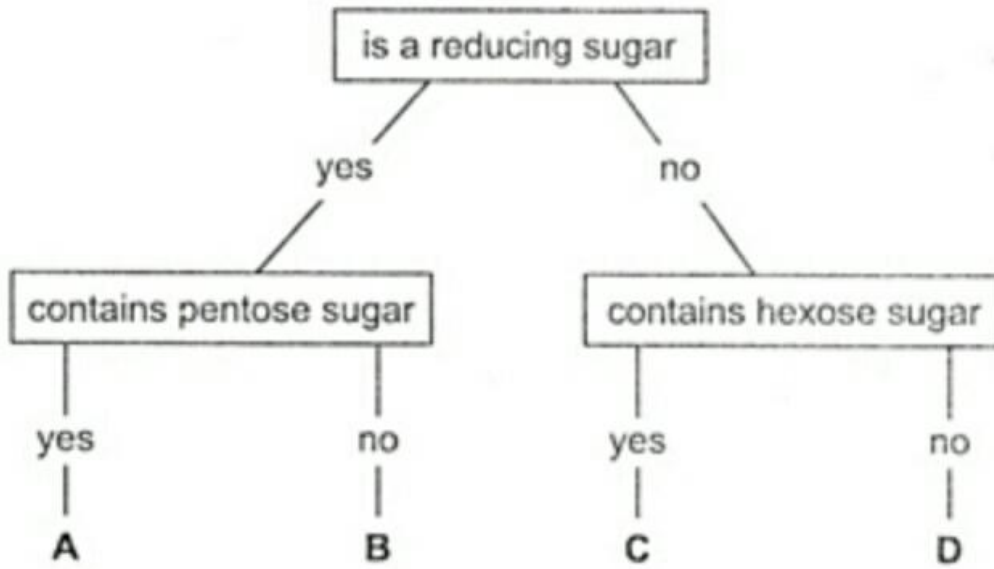 is a reducing sugar
yes
no
contains pentose sugar
contains hexose sugar
yes
no
yes
no
A
B
C
D